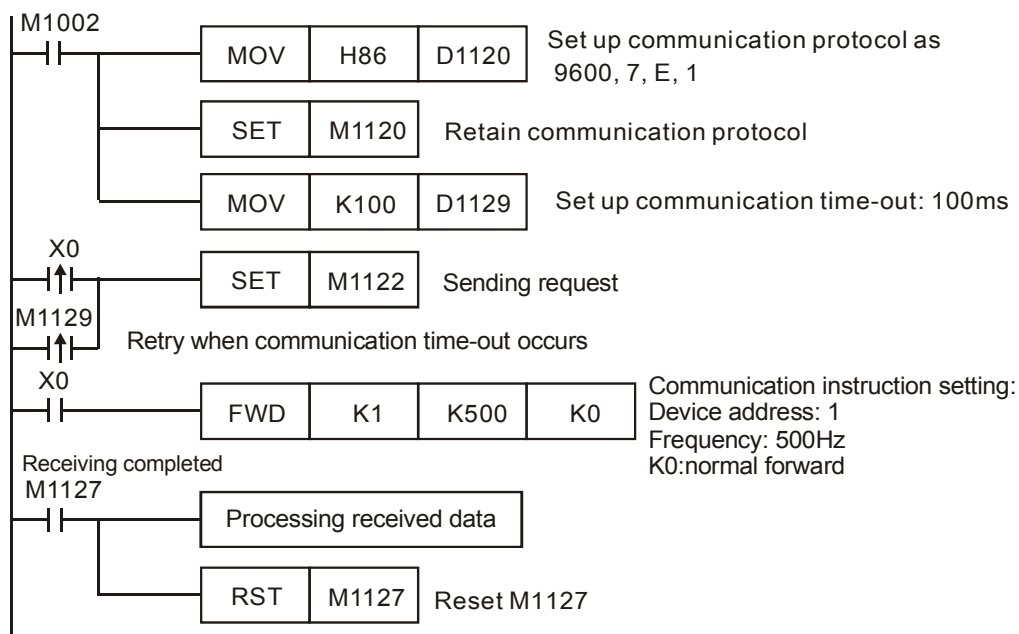 M1002
MOV H86 D1120 Set up communication protocol as
9600, 7, E, 1
SET M1120 Retain communication protocol
MOV K100 D1129 Set up communication time-out: 100ms
X0
SET M1122 Sending request
M1129
Retry when communication time-out occurs
X0
FWD K1 K500 K0
Communication instruction setting:
Device address: 1
Frequency: 500Hz
K0:normal forward
Receiving completed
M1127
Processing received data
RST M1127 Reset M1127